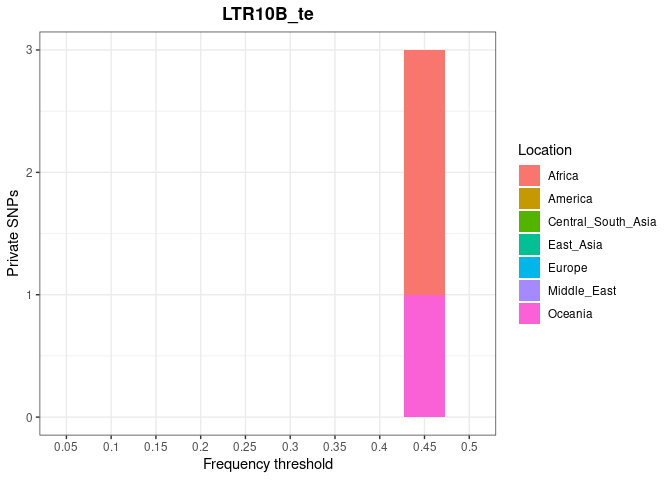 LTR10B_te
Private SNPs
3
2
1
0
0.05 0.1 0.15 0.2 0.25 0.3 0.35 0.4 0.45 0.5
Frequency threshold
Location
Africa
America
Central_South_Asia
East_Asia
Europe
Middle_East
Oceania